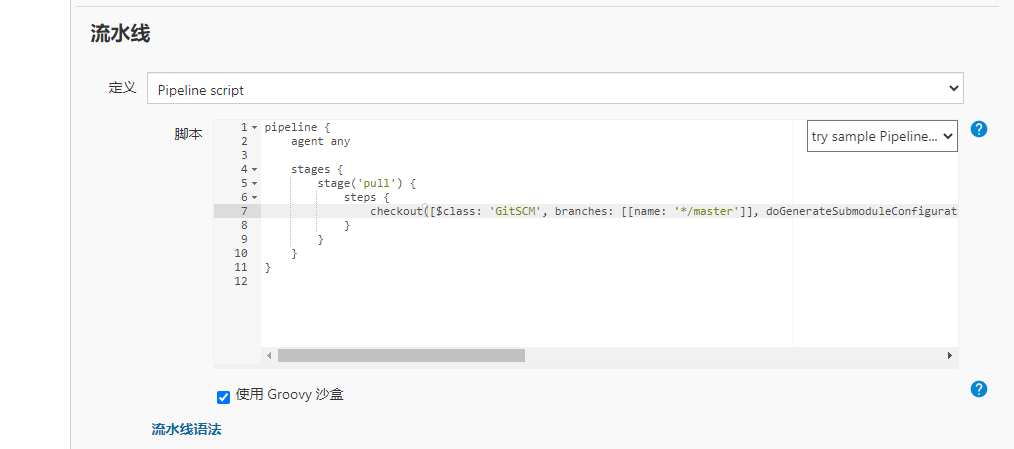 流水线
定义
Pipeline script
脚本
try sample Pipeline...
1 pipeline {
2     agent any
3
4     stages {
5         stage('pull') {
6             steps {
7                 checkout([$class: 'GitSCM', branches: [[name: '*/master']], doGenerateSubmoduleConfigurat
8             }
9         }
10     }
11 }
12
使用 Groovy 沙盒
流水线语法